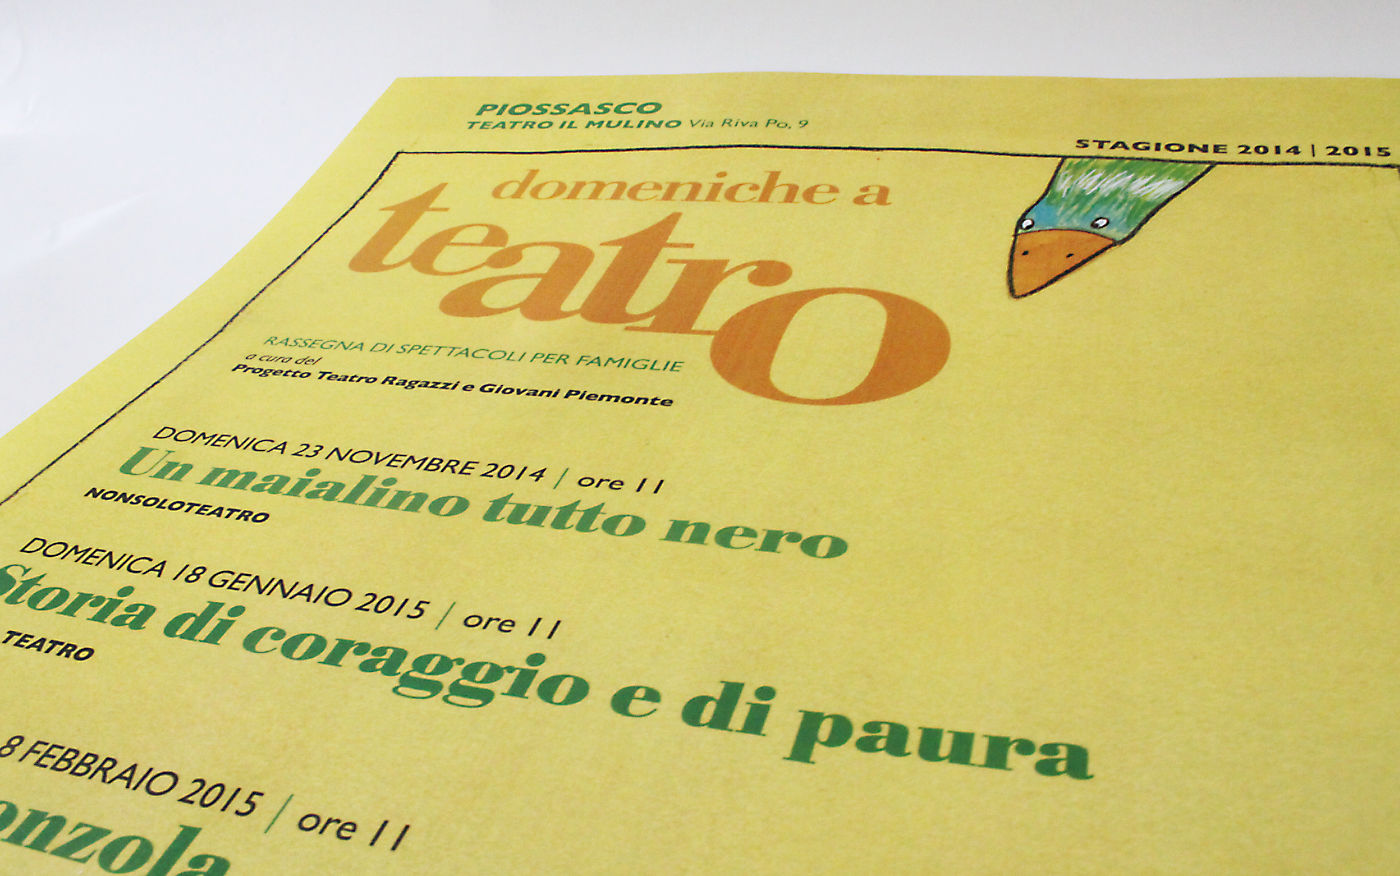 PIOSSASCO
TEATRO IL MULINO Via Riva Po, 9
STAGIONE 2014 | 2015
domeniche a
teatro
RASSEGNA DI SPETTACOLI PER FAMIGLIE
a cura del
Progetto Teatro Ragazzi e Giovani Piemonte
DOMENICA 23 NOVEMBRE 2014 | ore 11
Un maialino tutto nero
NONSOLOTEATRO
DOMENICA 18 GENNAIO 2015 | ore 11
Storia di coraggio e di paura
TEATRO
8 FEBBRAIO 2015 | ore 11
onzola